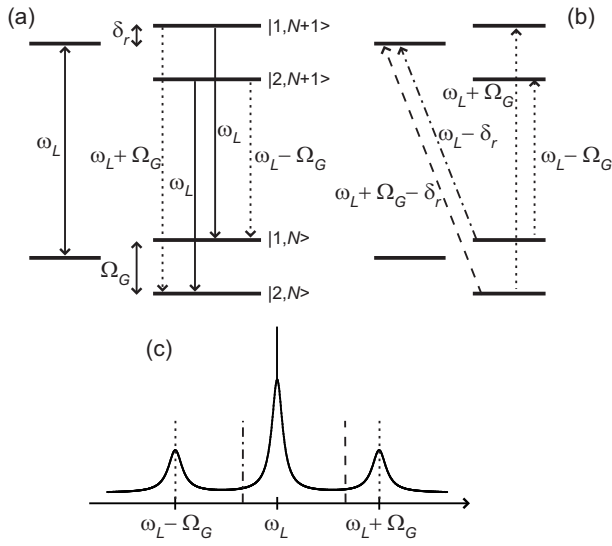 (a)
(b)
δr
|1,N+1>
|2,N+1>
ωL
ωL+ ΩG
ωL
ωL
ωL− ΩG
|1,N>
ΩG
|2,N>
ωL+ ΩG
ωL− δr
ωL− ΩG
ωL+ ΩG− δr
(c)
ωL− ΩG
ωL
ωL+ ΩG